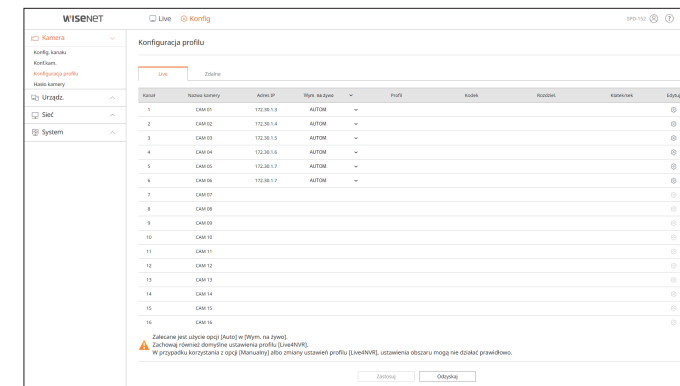 WISENET
Live
Konfig
SPD-152
Kamera
Konfig. kanału
Konf.kam.
Konfiguracja profilu
Hasło kamery
Urządz.
Sieć
System
Konfiguracja profilu
Live Zdalne
Kanał Nazwa kamery Adres IP Wym. na żywo Profil Kodek Rozdziel. Klatek/sek Edytuj
1 CAM 01 172.30.1.3 AUTOM.
2 CAM 02 172.30.1.4 AUTOM.
3 CAM 03 172.30.1.5 AUTOM.
4 CAM 04 172.30.1.6 AUTOM.
5 CAM 05 172.30.1.7 AUTOM.
6 CAM 06 172.30.1.7 AUTOM.
7 CAM 07
8 CAM 08
9 CAM 09
10 CAM 10
11 CAM 11
12 CAM 12
13 CAM 13
14 CAM 14
15 CAM 15
16 CAM 16
Zalecane jest użycie opcji [Auto] w [Wym. na żywo].
Zachowaj również domyślne ustawienia profilu [Live4NVR].
W przypadku korzystania z opcji [Manualny] albo zmiany ustawień profilu [Live4NVR], ustawienia obszaru mogą nie działać prawidłowo.
Zastosuj Odzyskaj